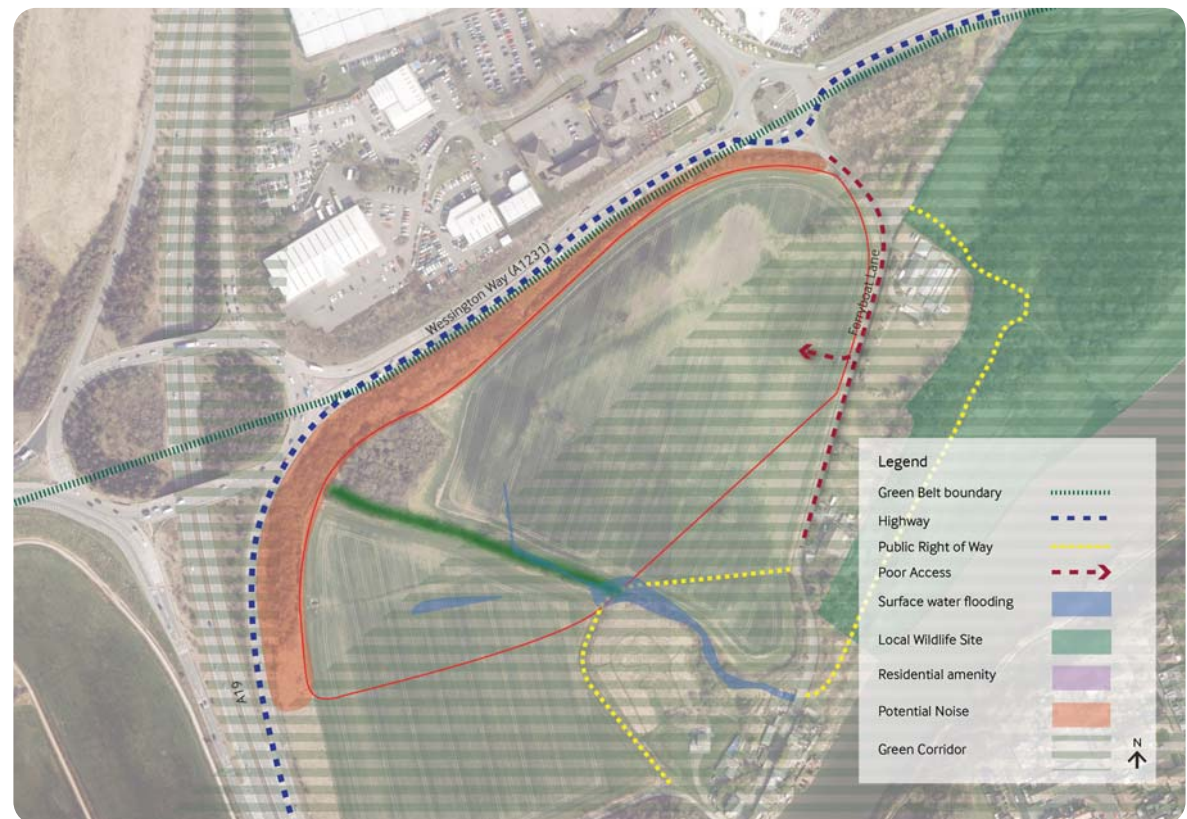 Wessington Way (A1231)
Ferryboat Lane
A19
Legend
Green Belt boundary
Highway
Public Right of Way
Poor Access
Surface water flooding
Local Wildlife Site
Residential amenity
Potential Noise
Green Corridor
N